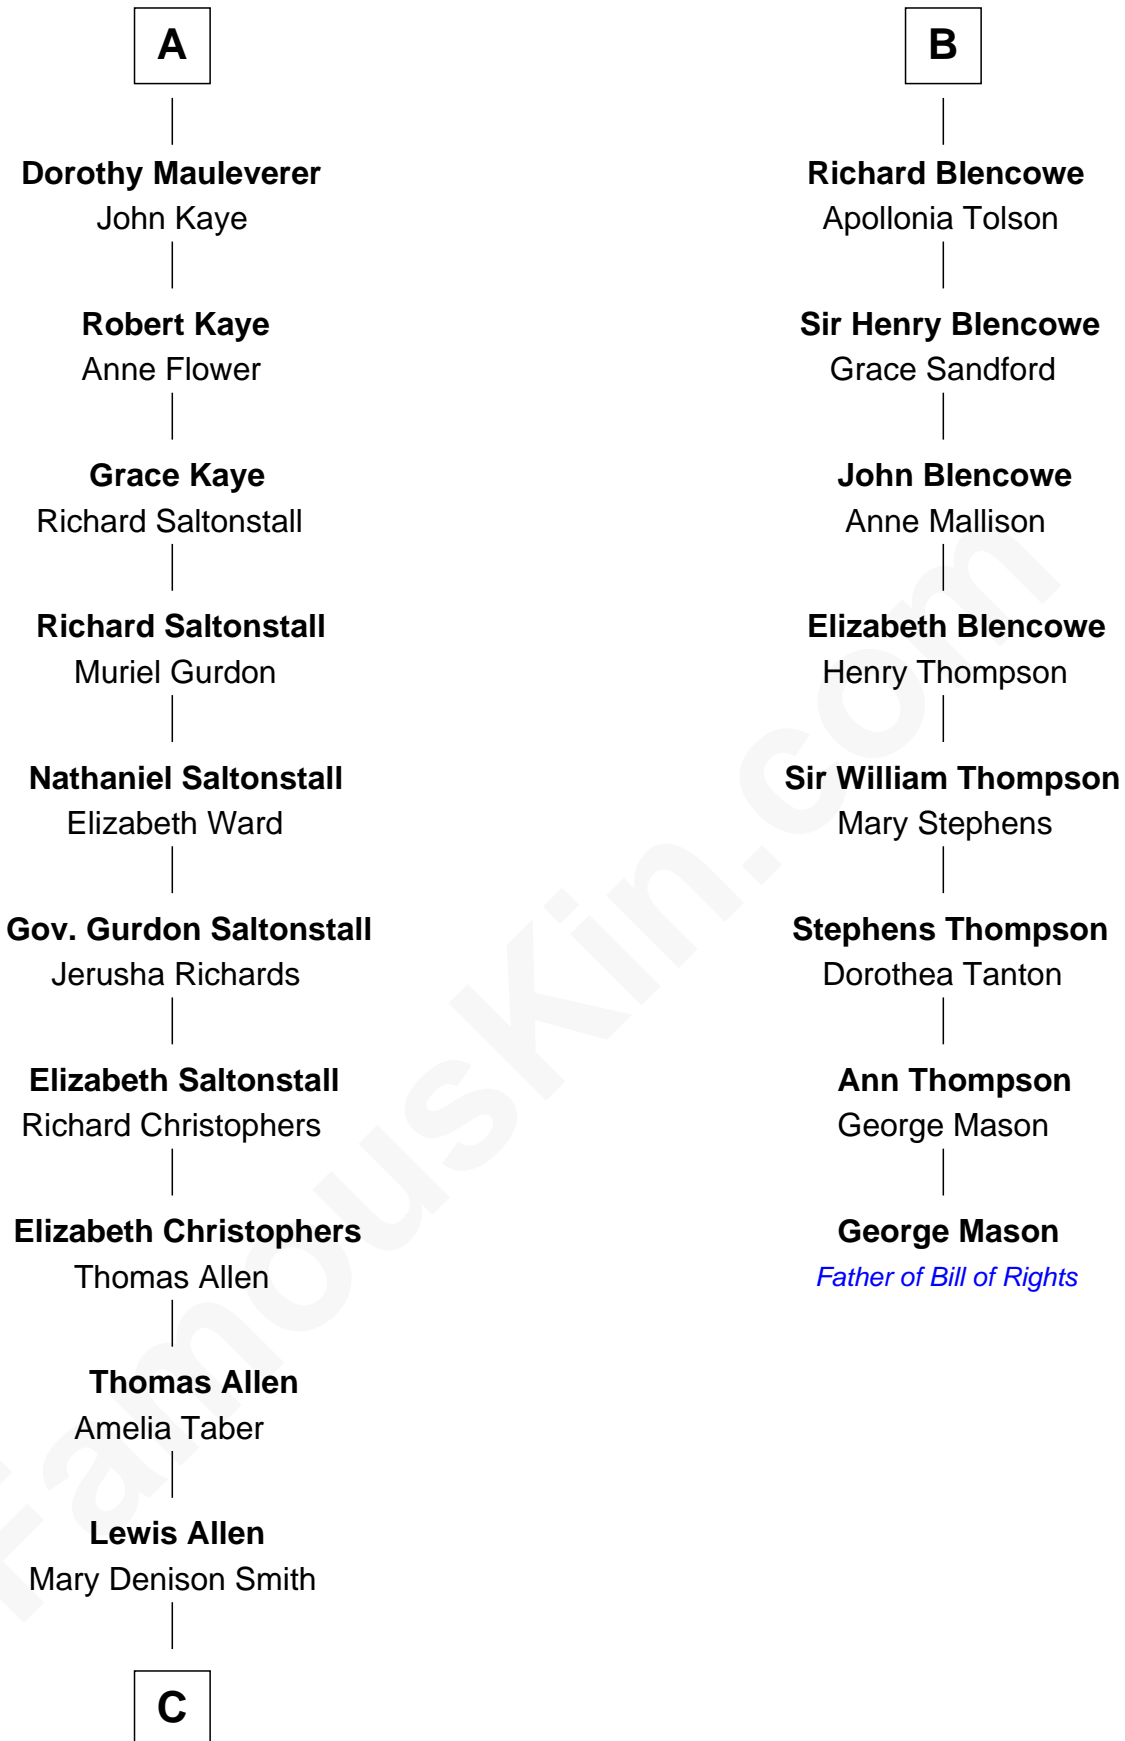 A
Dorothy Mauleverer
John Kaye
Robert Kaye
Anne Flower
Grace Kaye
Richard Saltonstall
Richard Saltonstall
Muriel Gurdon
Nathaniel Saltonstall
Elizabeth Ward
Gov. Gurdon Saltonstall
Jerusha Richards
Elizabeth Saltonstall
Richard Christophers
Elizabeth Christophers
Thomas Allen
Thomas Allen
Amelia Taber
Lewis Allen
Mary Denison Smith
C
B
Richard Blencowe
Apollonia Tolson
Sir Henry Blencowe
Grace Sandford
John Blencowe
Anne Mallison
Elizabeth Blencowe
Henry Thompson
Sir William Thompson
Mary Stephens
Stephens Thompson
Dorothea Tanton
Ann Thompson
George Mason
George Mason
Father of Bill of Rights
FamousKin.com